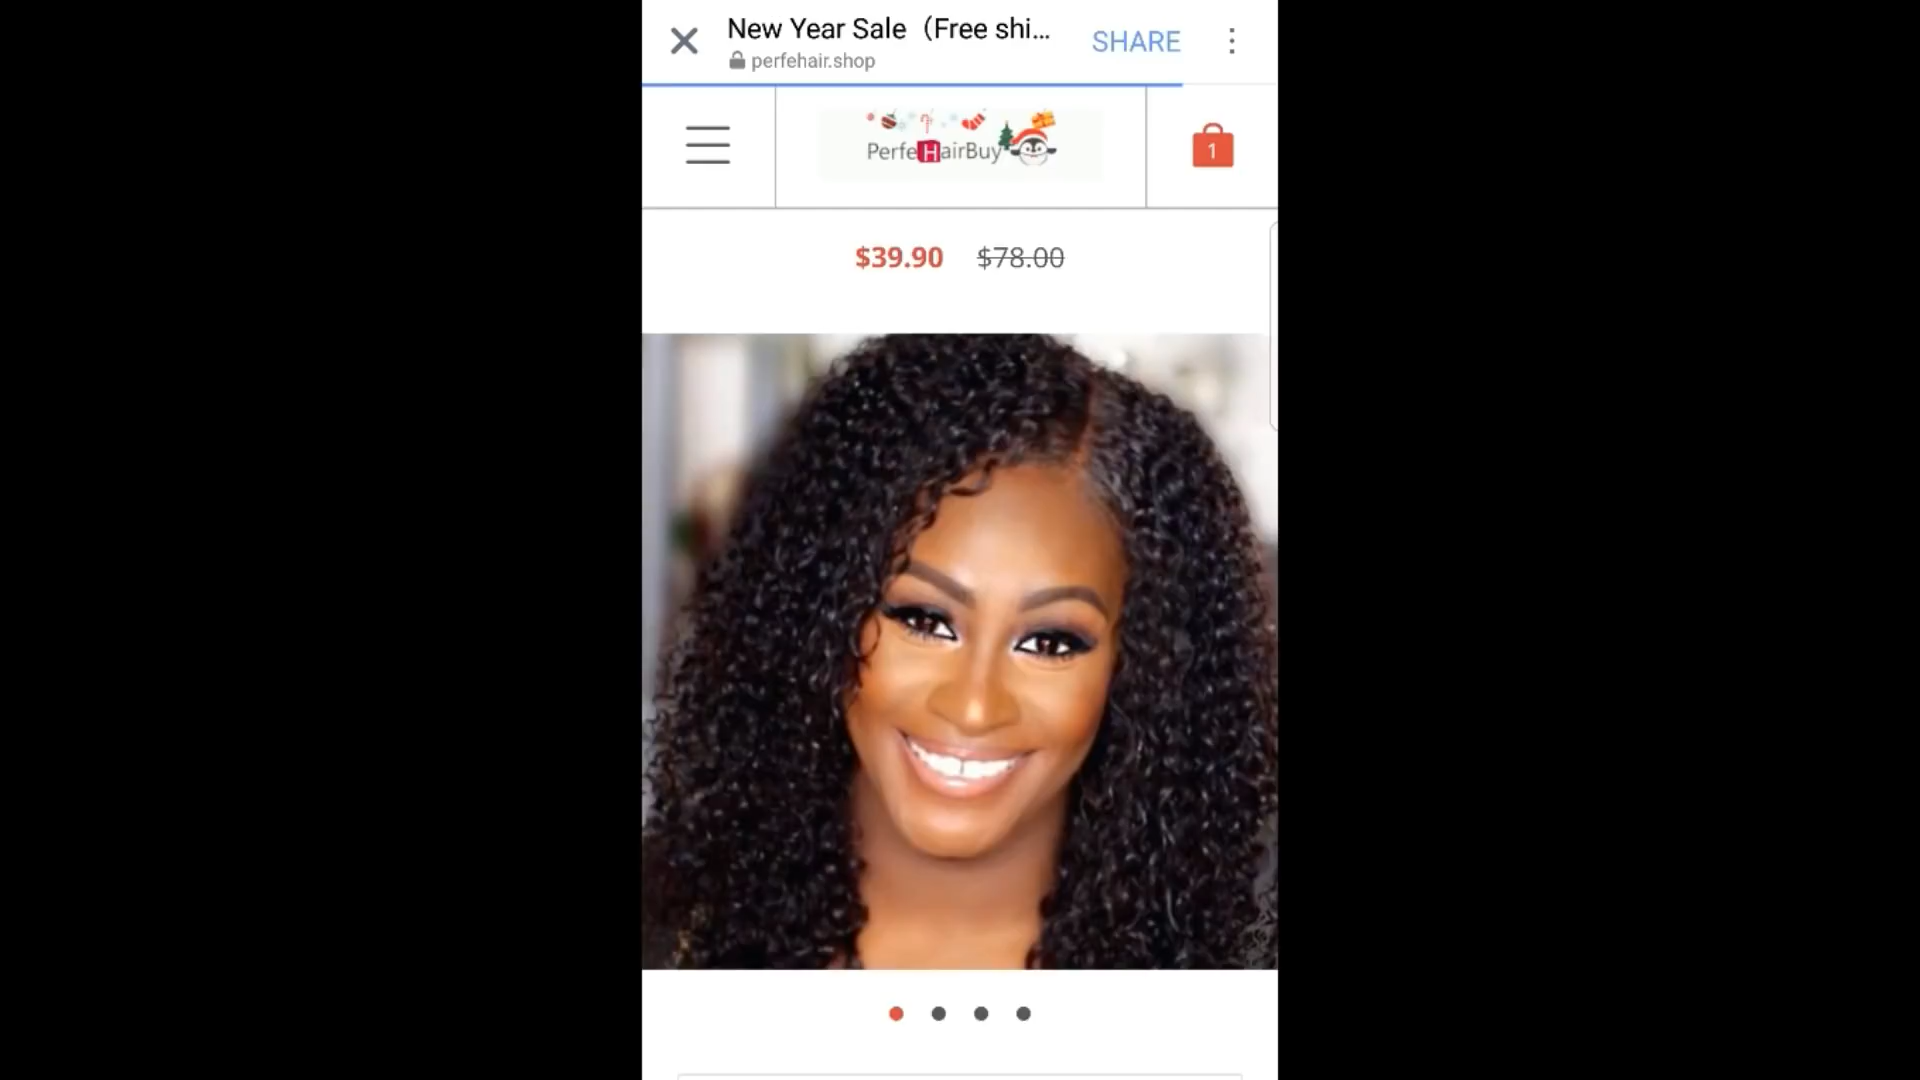 New Year Sale（Free shi...
perfehair.shop
SHARE
PerfeHairBuy
1
$39.90 $78.00